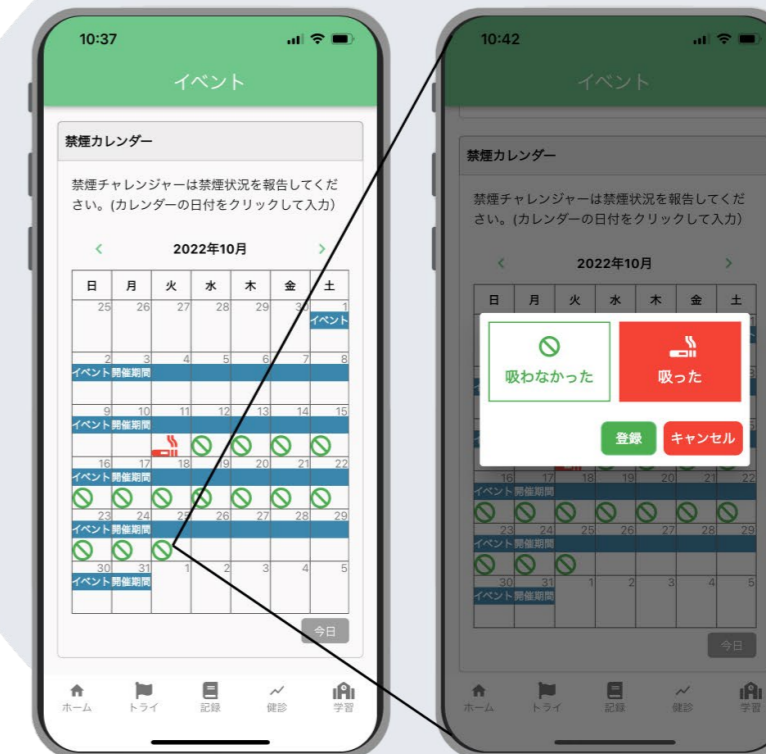 10:37
イベント
禁煙カレンダー
禁煙チャレンジャーは禁煙状況を報告してくだ
さい。(カレンダーの日付をクリックして入力)
< 2022年10月 >
日 月 火 水 木 金 土
25 26 27 28 29 30 1
イベント
2 3 4 5 6 7 8
イベント開催期間
9 10 11 12 13 14 15
イベント開催期間
16 17 18 19 20 21 22
イベント開催期間
23 24 25 26 27 28 29
イベント開催期間
30 31 1 2 3 4 5
イベント開催期間
今日
ホーム トライ 記録 健診 学習
10:42
イベント
禁煙カレンダー
禁煙チャレンジャーは禁煙状況を報告してくだ
さい。(カレンダーの日付をクリックして入力)
< 2022年10月 >
日 月 火 水 木 金 土
吸わなかった 吸った
登録 キャンセル
16 17 18 19 20 21 22
イベント開催期間
23 24 25 26 27 28 29
イベント開催期間
30 31 1 2 3 4 5
イベント開催期間
今日
ホーム トライ 記録 健診 学習